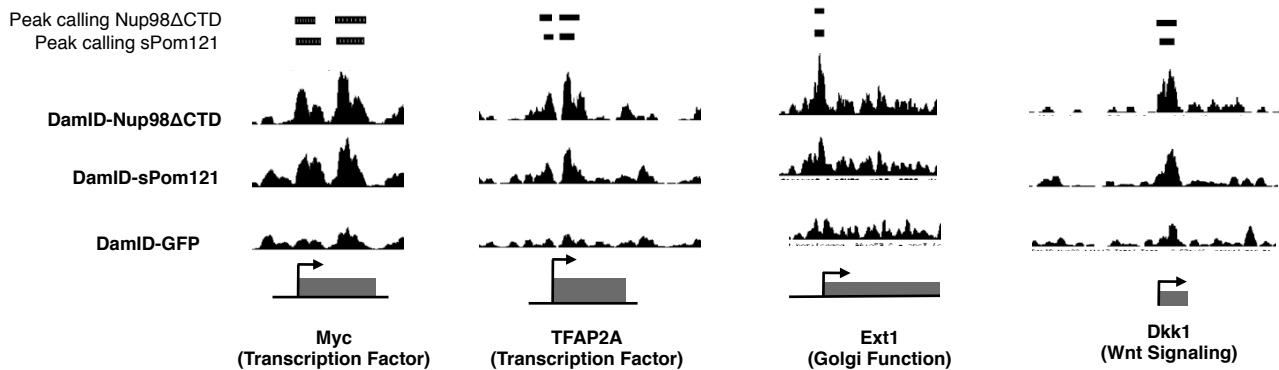 Peak calling Nup98ΔCTD
Peak calling sPom121
DamID-Nup98ΔCTD
DamID-sPom121
DamID-GFP
Myc
(Transcription Factor)
TFAP2A
(Transcription Factor)
Ext1
(Golgi Function)
Dkk1
(Wnt Signaling)